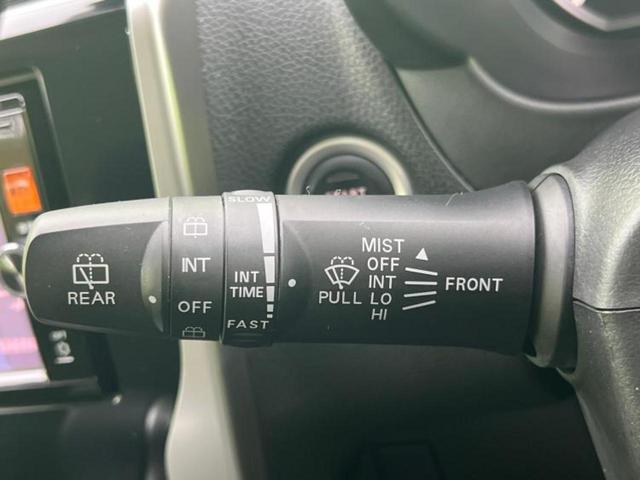 REAR
INT
OFF
SLOW
INT
TIME
FAST
PULL
MIST
OFF
INT
LO
HI
FRONT